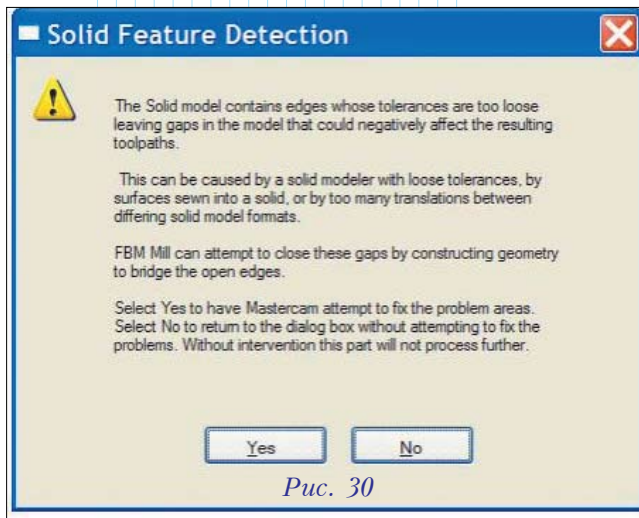 Solid Feature Detection
The Solid model contains edges whose tolerances are too loose
leaving gaps in the model that could negatively affect the resulting
toolpaths.
This can be caused by a solid modeler with loose tolerances, by
surfaces sewn into a solid, or by too many translations between
differing solid model formats.
FBM Mill can attempt to close these gaps by constructing geometry
to bridge the open edges.
Select Yes to have Mastercam attempt to fix the problem areas.
Select No to return to the dialog box without attempting to fix the
problems. Without intervention this part will not process further.
Yes No
Рис. 30